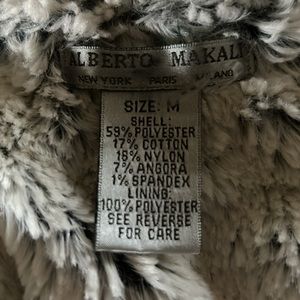 ALBERTO MAKALI
NEW YORK PARIS MILANO
SIZE: M
SHELL:
59% POLYESTER
17% COTTON
16% NYLON
7% ANGORA
1% SPANDEX
LINING:
100% POLYESTER
SEE REVERSE
FOR CARE